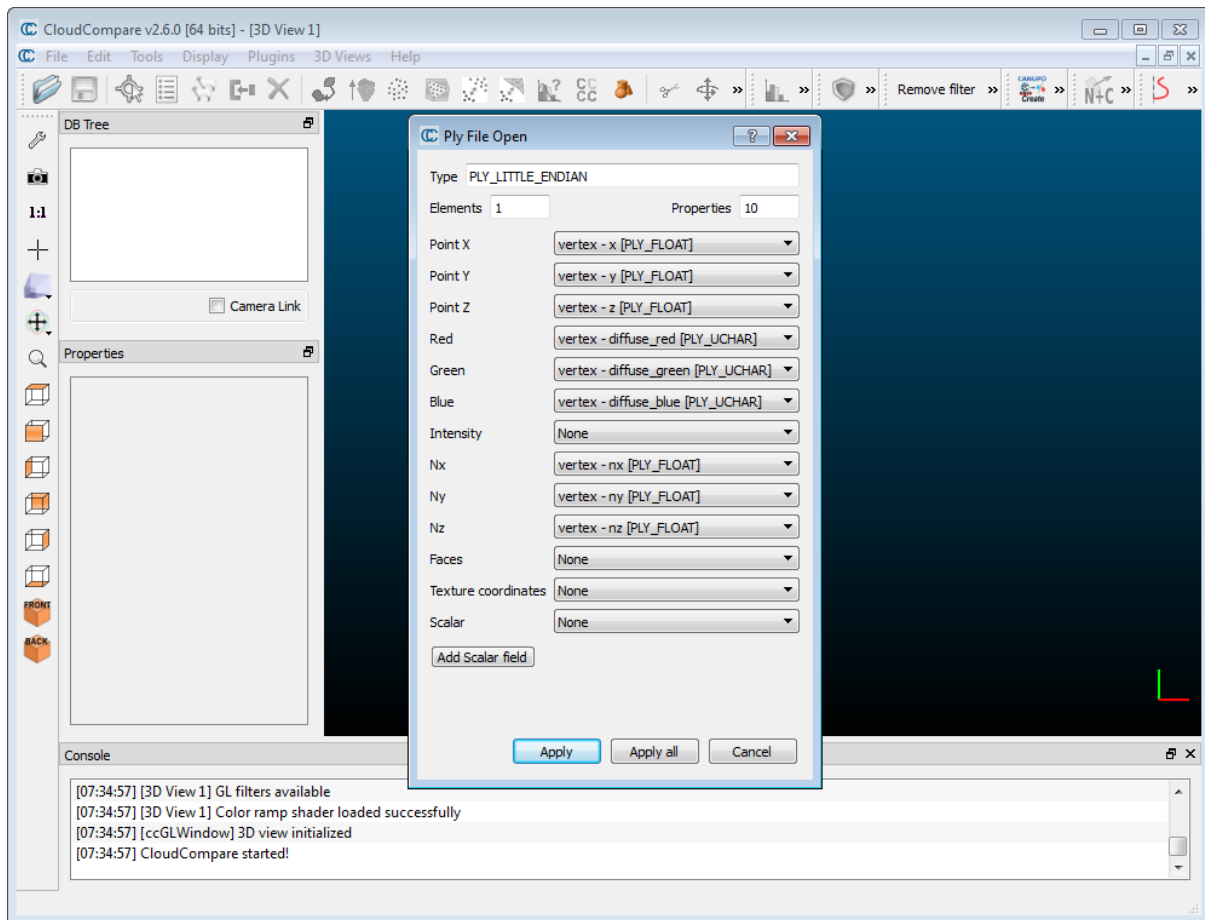 CloudCompare v2.6.0 [64 bits] - [3D View 1]
File Edit Tools Display Plugins 3D Views Help
CC
CC
Remove filter
CANUPO
Create
N+C
DB Tree
1:1
Camera Link
Properties
FRONT
BACK
Ply File Open
Type PLY_LITTLE_ENDIAN
Elements 1 Properties 10
Point X vertex - x [PLY_FLOAT]
Point Y vertex - y [PLY_FLOAT]
Point Z vertex - z [PLY_FLOAT]
Red vertex - diffuse_red [PLY_UCHAR]
Green vertex - diffuse_green [PLY_UCHAR]
Blue vertex - diffuse_blue [PLY_UCHAR]
Intensity None
Nx vertex - nx [PLY_FLOAT]
Ny vertex - ny [PLY_FLOAT]
Nz vertex - nz [PLY_FLOAT]
Faces None
Texture coordinates None
Scalar None
Add Scalar field
Apply Apply all Cancel
Console
[07:34:57] [3D View 1] GL filters available
[07:34:57] [3D View 1] Color ramp shader loaded successfully
[07:34:57] [ccGLWindow] 3D view initialized
[07:34:57] CloudCompare started!